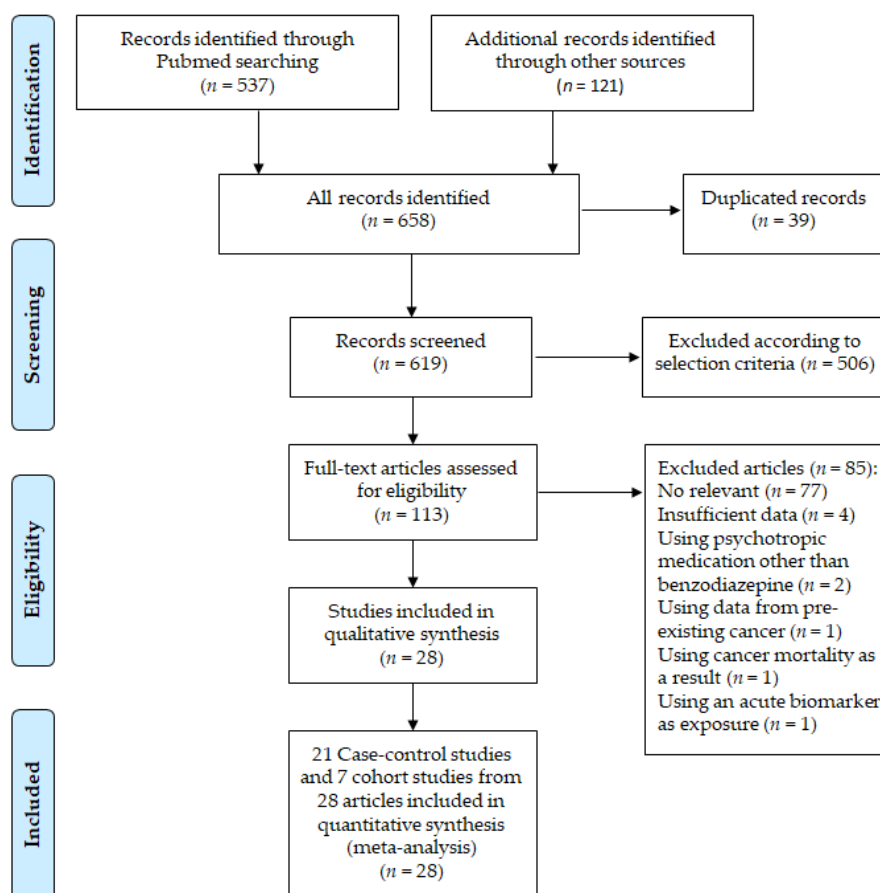 Identification
Records identified through
Pubmed searching
(n = 537)
Additional records identified
through other sources
(n = 121)
All records identified
(n = 658)
Duplicated records
(n = 39)
Screening
Records screened
(n = 619)
Excluded according to
selection criteria (n = 506)
Eligibility
Full-text articles assessed
for eligibility
(n = 113)
Excluded articles (n = 85):
No relevant (n = 77)
Insufficient data (n = 4)
Using psychotropic
medication other than
benzodiazepine (n = 2)
Using data from pre-
existing cancer (n = 1)
Using cancer mortality as
a result (n = 1)
Using an acute biomarker
as exposure (n = 1)
Studies included in
qualitative synthesis
(n = 28)
Included
21 Case-control studies
and 7 cohort studies from
28 articles included in
quantitative synthesis
(meta-analysis)
(n = 28)